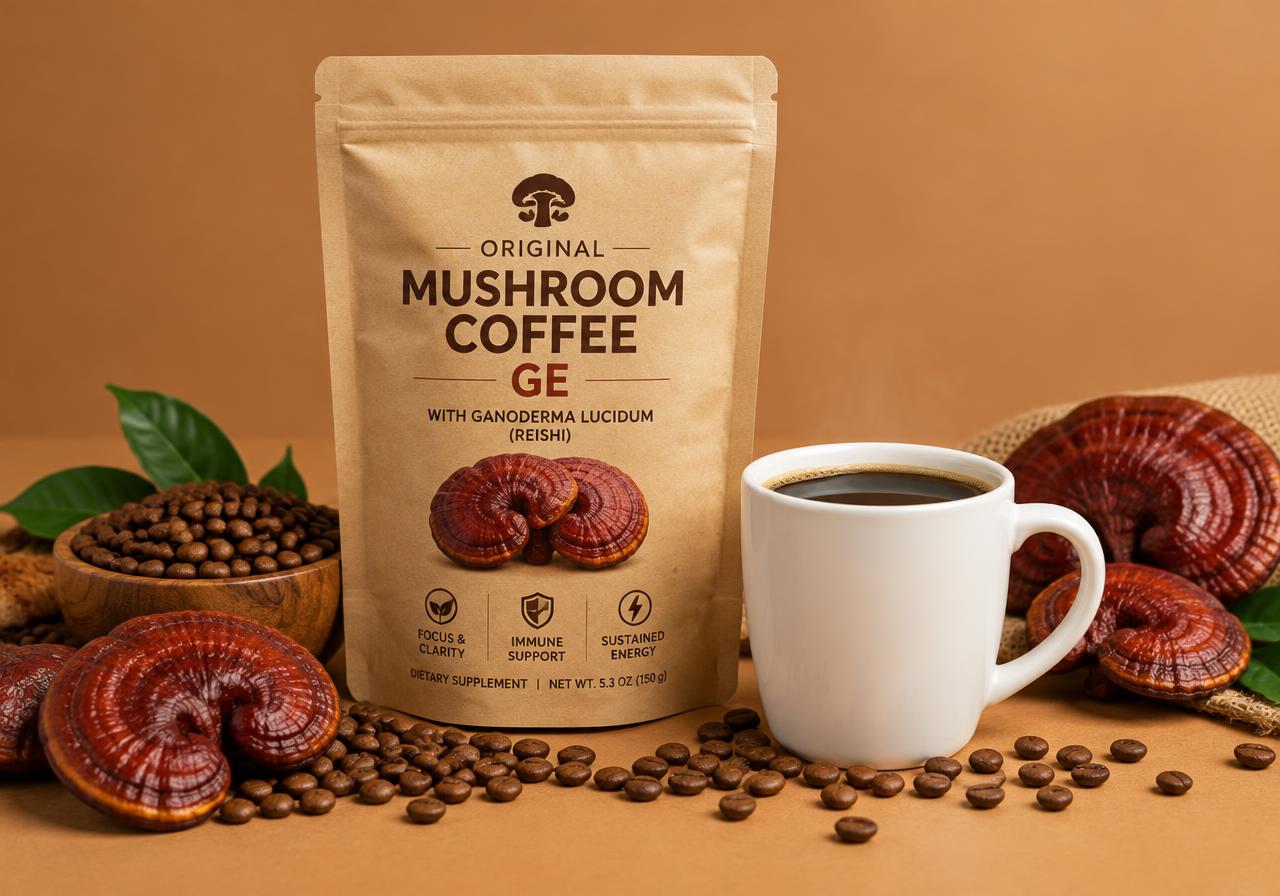 ORIGINAL
MUSHROOM
COFFEE
GE
WITH GANODERMA LUCIDUM
(REISHI)
FOCUS &
CLARITY
IMMUNE
SUPPORT
SUSTAINED
ENERGY
DIETARY SUPPLEMENT | NET WT. 5.3 OZ (150 g)